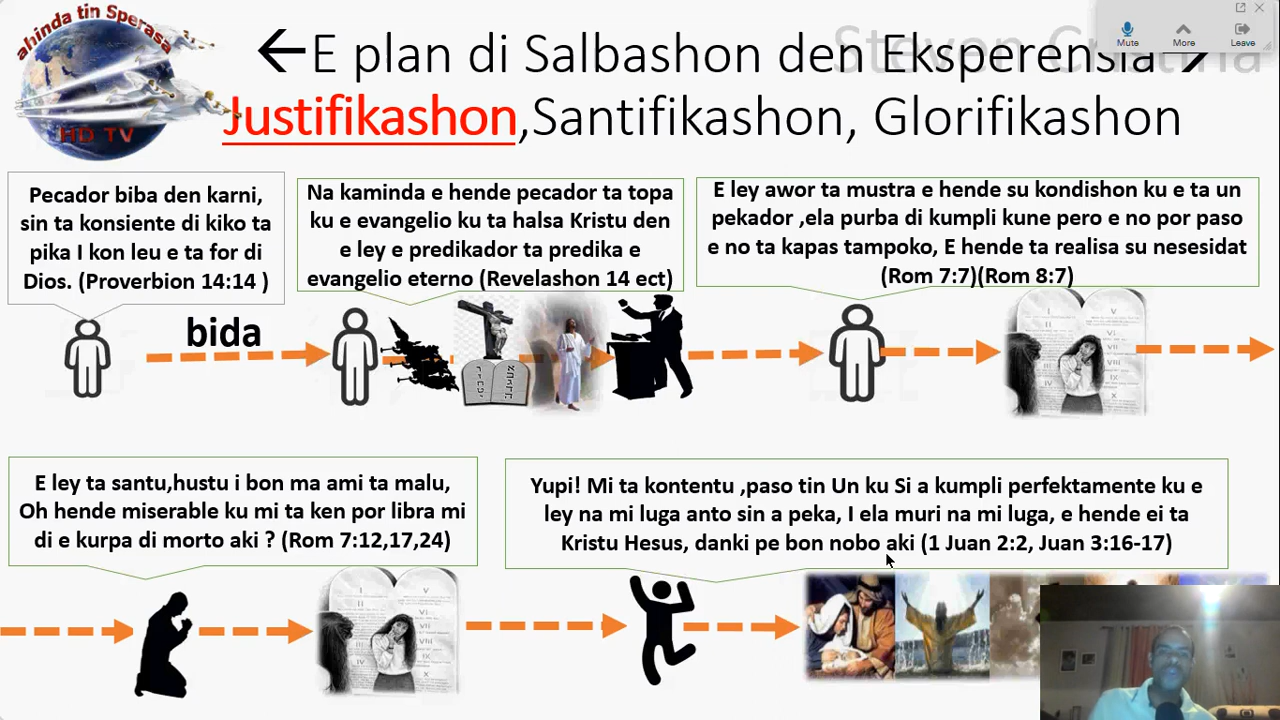 ahinda tin Sperasa
HD TV
←E plan di Salbashon den Eksperensia→
Justifikashon,Santifikashon, Glorifikashon
Mute
More
Leave
Pecador biba den karni,
sin ta konsiente di kiko ta
pika I kon leu e ta for di
Dios. (Proverbion 14:14 )
Na kaminda e hende pecador ta topa
ku e evangelio ku ta halsa Kristu den
e ley e predikador ta predika e
evangelio eterno (Revelashon 14 ect)
E ley awor ta mustra e hende su kondishon ku e ta un
pekador ,ela purba di kumpli kune pero e no por paso
e no ta kapas tampoko, E hende ta realisa su nesesidat
(Rom 7:7)(Rom 8:7)
bida
E ley ta santu,hustu i bon ma ami ta malu,
Oh hende miserable ku mi ta ken por libra mi
di e kurpa di morto aki ? (Rom 7:12,17,24)
Yupi! Mi ta kontentu ,paso tin Un ku Si a kumpli perfektamente ku e
ley na mi luga anto sin a peka, I ela muri na mi luga, e hende ei ta
Kristu Hesus, danki pe bon nobo aki (1 Juan 2:2, Juan 3:16-17)